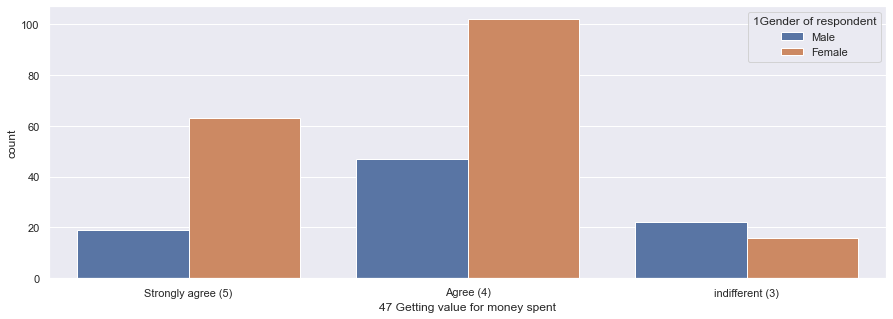 1Gender of respondent
Male
Female
count
100
80
60
40
20
0
Strongly agree (5)
Agree (4)
indifferent (3)
47 Getting value for money spent